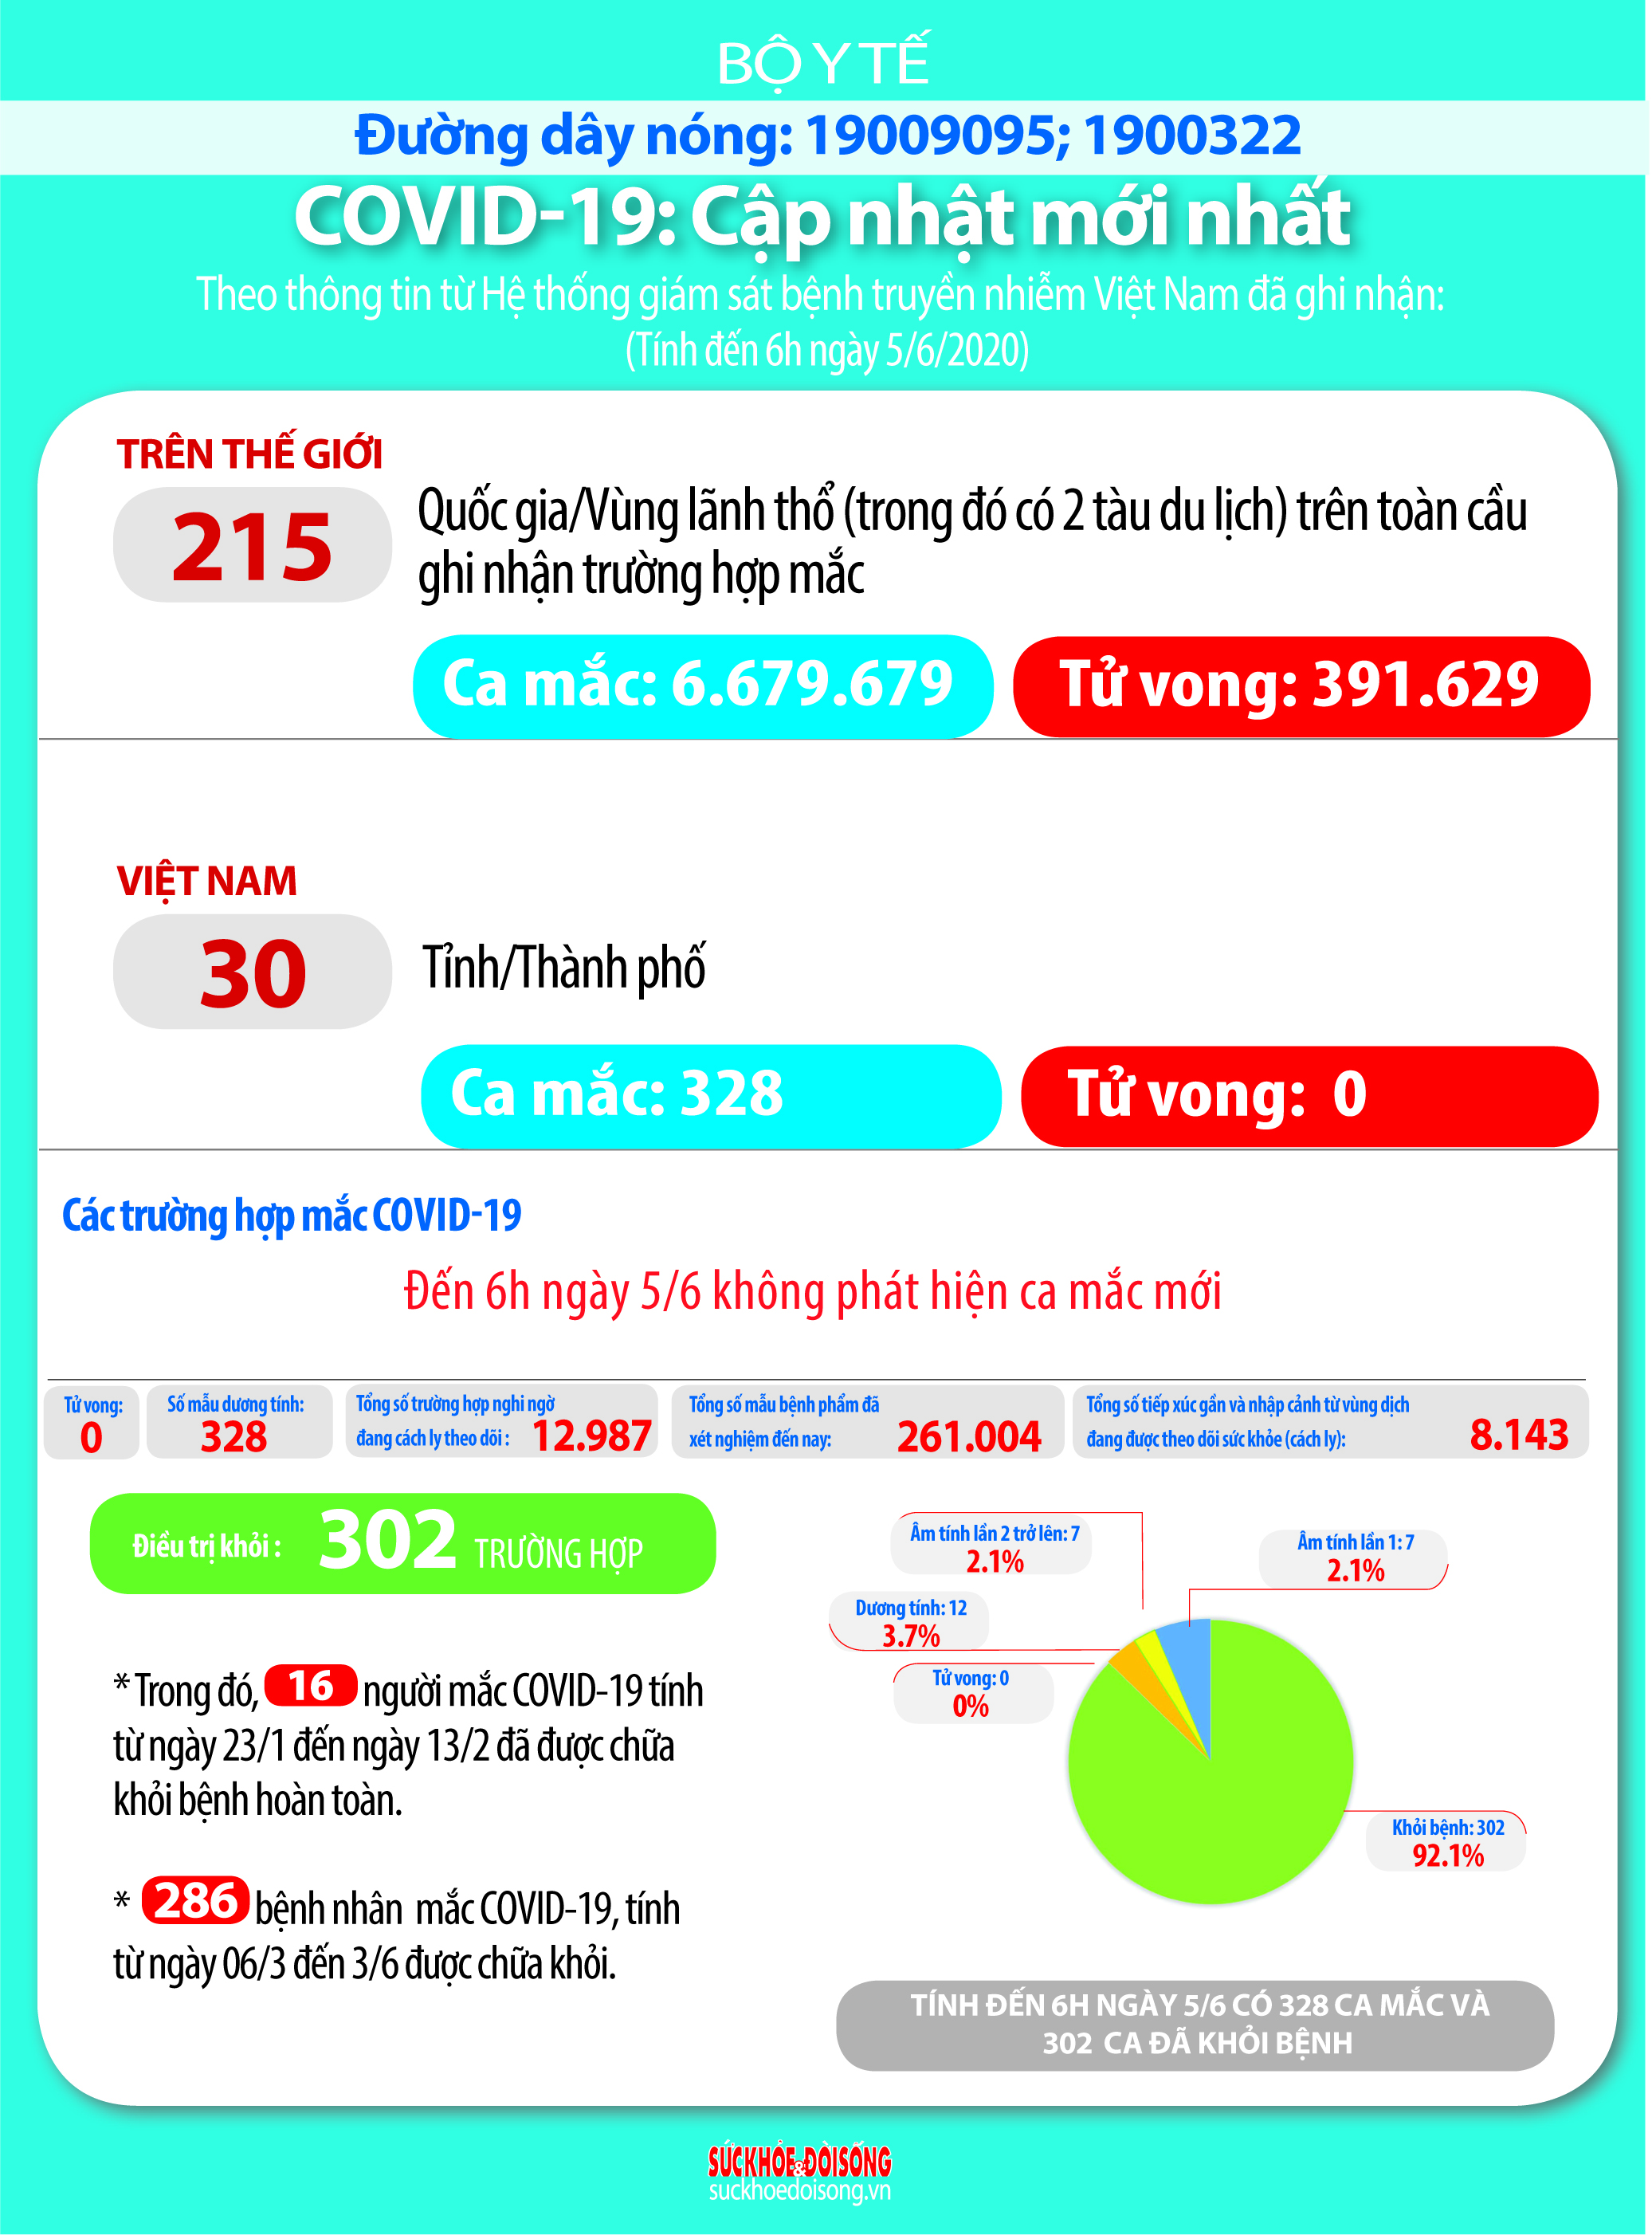 BỘ Y TẾ
Đường dây nóng: 19009095; 1900322
COVID-19: Cập nhật mới nhất
Theo thông tin từ Hệ thống giám sát bệnh truyền nhiễm Việt Nam đã ghi nhận:
(Tính đến 6h ngày 5/6/2020)
TRÊN THẾ GIỚI
215
Quốc gia/Vùng lãnh thổ (trong đó có 2 tàu du lịch) trên toàn cầu
ghi nhận trường hợp mắc
Ca mắc: 6.679.679
Tử vong: 391.629
VIỆT NAM
30
Tỉnh/Thành phố
Ca mắc: 328
Tử vong: 0
Các trường hợp mắc COVID-19
Đến 6h ngày 5/6 không phát hiện ca mắc mới
Tử vong:
0
Số mẫu dương tính:
328
Tổng số trường hợp nghi ngờ
đang cách ly theo dõi : 12.987
Tổng số mẫu bệnh phẩm đã
xét nghiệm đến nay: 261.004
Tổng số tiếp xúc gần và nhập cảnh từ vùng dịch
đang được theo dõi sức khỏe (cách ly): 8.143
Điều trị khỏi : 302 TRƯỜNG HỢP
* Trong đó, 16 người mắc COVID-19 tính
từ ngày 23/1 đến ngày 13/2 đã được chữa
khỏi bệnh hoàn toàn.
* 286 bệnh nhân mắc COVID-19, tính
từ ngày 06/3 đến 3/6 được chữa khỏi.
Âm tính lần 2 trở lên: 7
2.1%
Âm tính lần 1: 7
2.1%
Dương tính: 12
3.7%
Tử vong: 0
0%
Khỏi bệnh: 302
92.1%
TÍNH ĐẾN 6H NGÀY 5/6 CÓ 328 CA MẮC VÀ
302 CA ĐÃ KHỎI BỆNH
SỨCKHỎE&ĐỜISỐNG
suckhoedoisong.vn